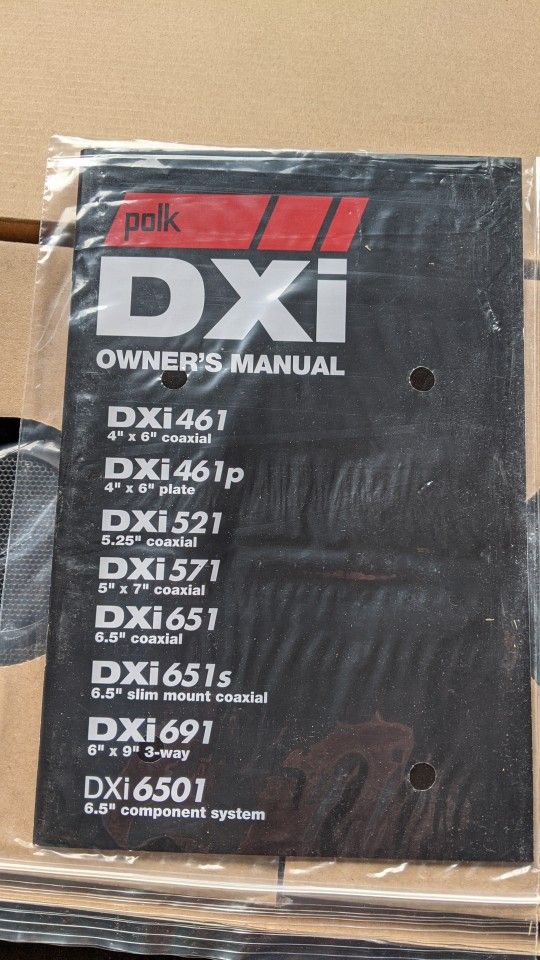 polk
DXi
OWNER'S MANUAL
DXi461
4" x 6" coaxial
DXi461p
4" x 6" plate
DXi521
5.25" coaxial
DXi571
5" x 7" coaxial
DXi651
6.5" coaxial
DXi651s
6.5" slim mount coaxial
DXi691
6" x 9" 3-way
DXi6501
6.5" component system